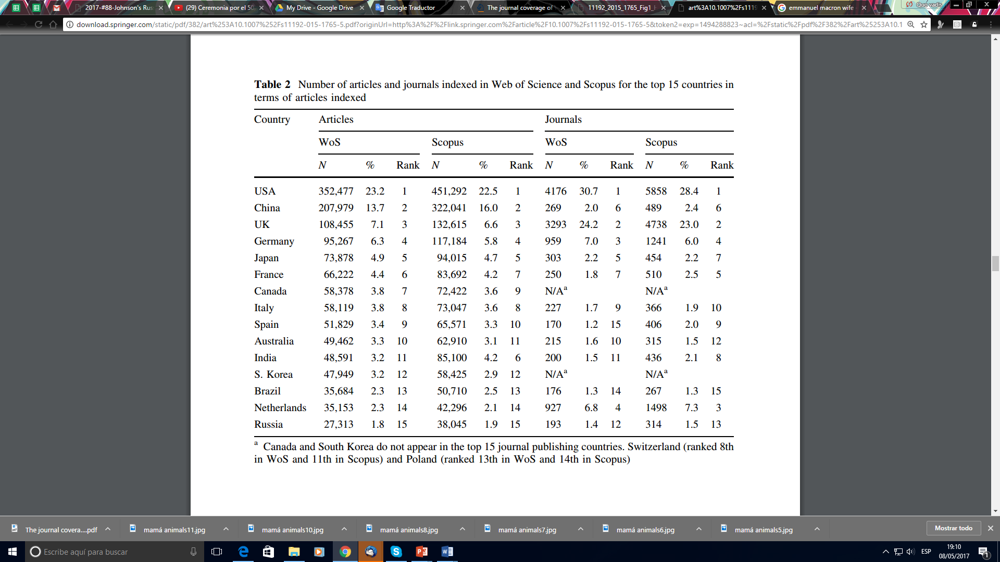 2017-#88-Johnson's Rus
(29) Ceremonia por el 50
My Drive - Google Drive
Google Traductor
The journal coverage of
11192_2015_1765_Fig1_
art%3A10.1007%2Fs1119
emmanuel macron wife -
Quo vadis
download.springer.com/static/pdf/382/art%253A10.1007%252Fs11192-015-1765-5.pdf?originUrl=http%3A%2F%2Flink.springer.com%2Farticle%2F10.1007%2Fs11192-015-1765-5&token2=exp=1494288823~acl=%2Fstatic%2Fpdf%2F382%2Fart%25253A10.1
Table 2 Number of articles and journals indexed in Web of Science and Scopus for the top 15 countries in
terms of articles indexed
Country Articles Journals
WoS Scopus WoS Scopus
N % Rank N % Rank N % Rank N % Rank
USA 352,477 23.2 1 451,292 22.5 1 4176 30.7 1 5858 28.4 1
China 207,979 13.7 2 322,041 16.0 2 269 2.0 6 489 2.4 6
UK 108,455 7.1 3 132,615 6.6 3 3293 24.2 2 4738 23.0 2
Germany 95,267 6.3 4 117,184 5.8 4 959 7.0 3 1241 6.0 4
Japan 73,878 4.9 5 94,015 4.7 5 303 2.2 5 454 2.2 7
France 66,222 4.4 6 83,692 4.2 7 250 1.8 7 510 2.5 5
Canada 58,378 3.8 7 72,422 3.6 9 N/Aa N/Aa
Italy 58,119 3.8 8 73,047 3.6 8 227 1.7 9 366 1.9 10
Spain 51,829 3.4 9 65,571 3.3 10 170 1.2 15 406 2.0 9
Australia 49,462 3.3 10 62,910 3.1 11 215 1.6 10 315 1.5 12
India 48,591 3.2 11 85,100 4.2 6 200 1.5 11 436 2.1 8
S. Korea 47,949 3.2 12 58,425 2.9 12 N/Aa N/Aa
Brazil 35,684 2.3 13 50,710 2.5 13 176 1.3 14 267 1.3 15
Netherlands 35,153 2.3 14 42,296 2.1 14 927 6.8 4 1498 7.3 3
Russia 27,313 1.8 15 38,045 1.9 15 193 1.4 12 314 1.5 13
a Canada and South Korea do not appear in the top 15 journal publishing countries. Switzerland (ranked 8th
in WoS and 11th in Scopus) and Poland (ranked 13th in WoS and 14th in Scopus)
The journal covera....pdf
mamá animals11.jpg
mamá animals10.jpg
mamá animals8.jpg
mamá animals7.jpg
mamá animals6.jpg
mamá animals5.jpg
Mostrar todo
Escribe aquí para buscar
ESP
19:10
08/05/2017
1